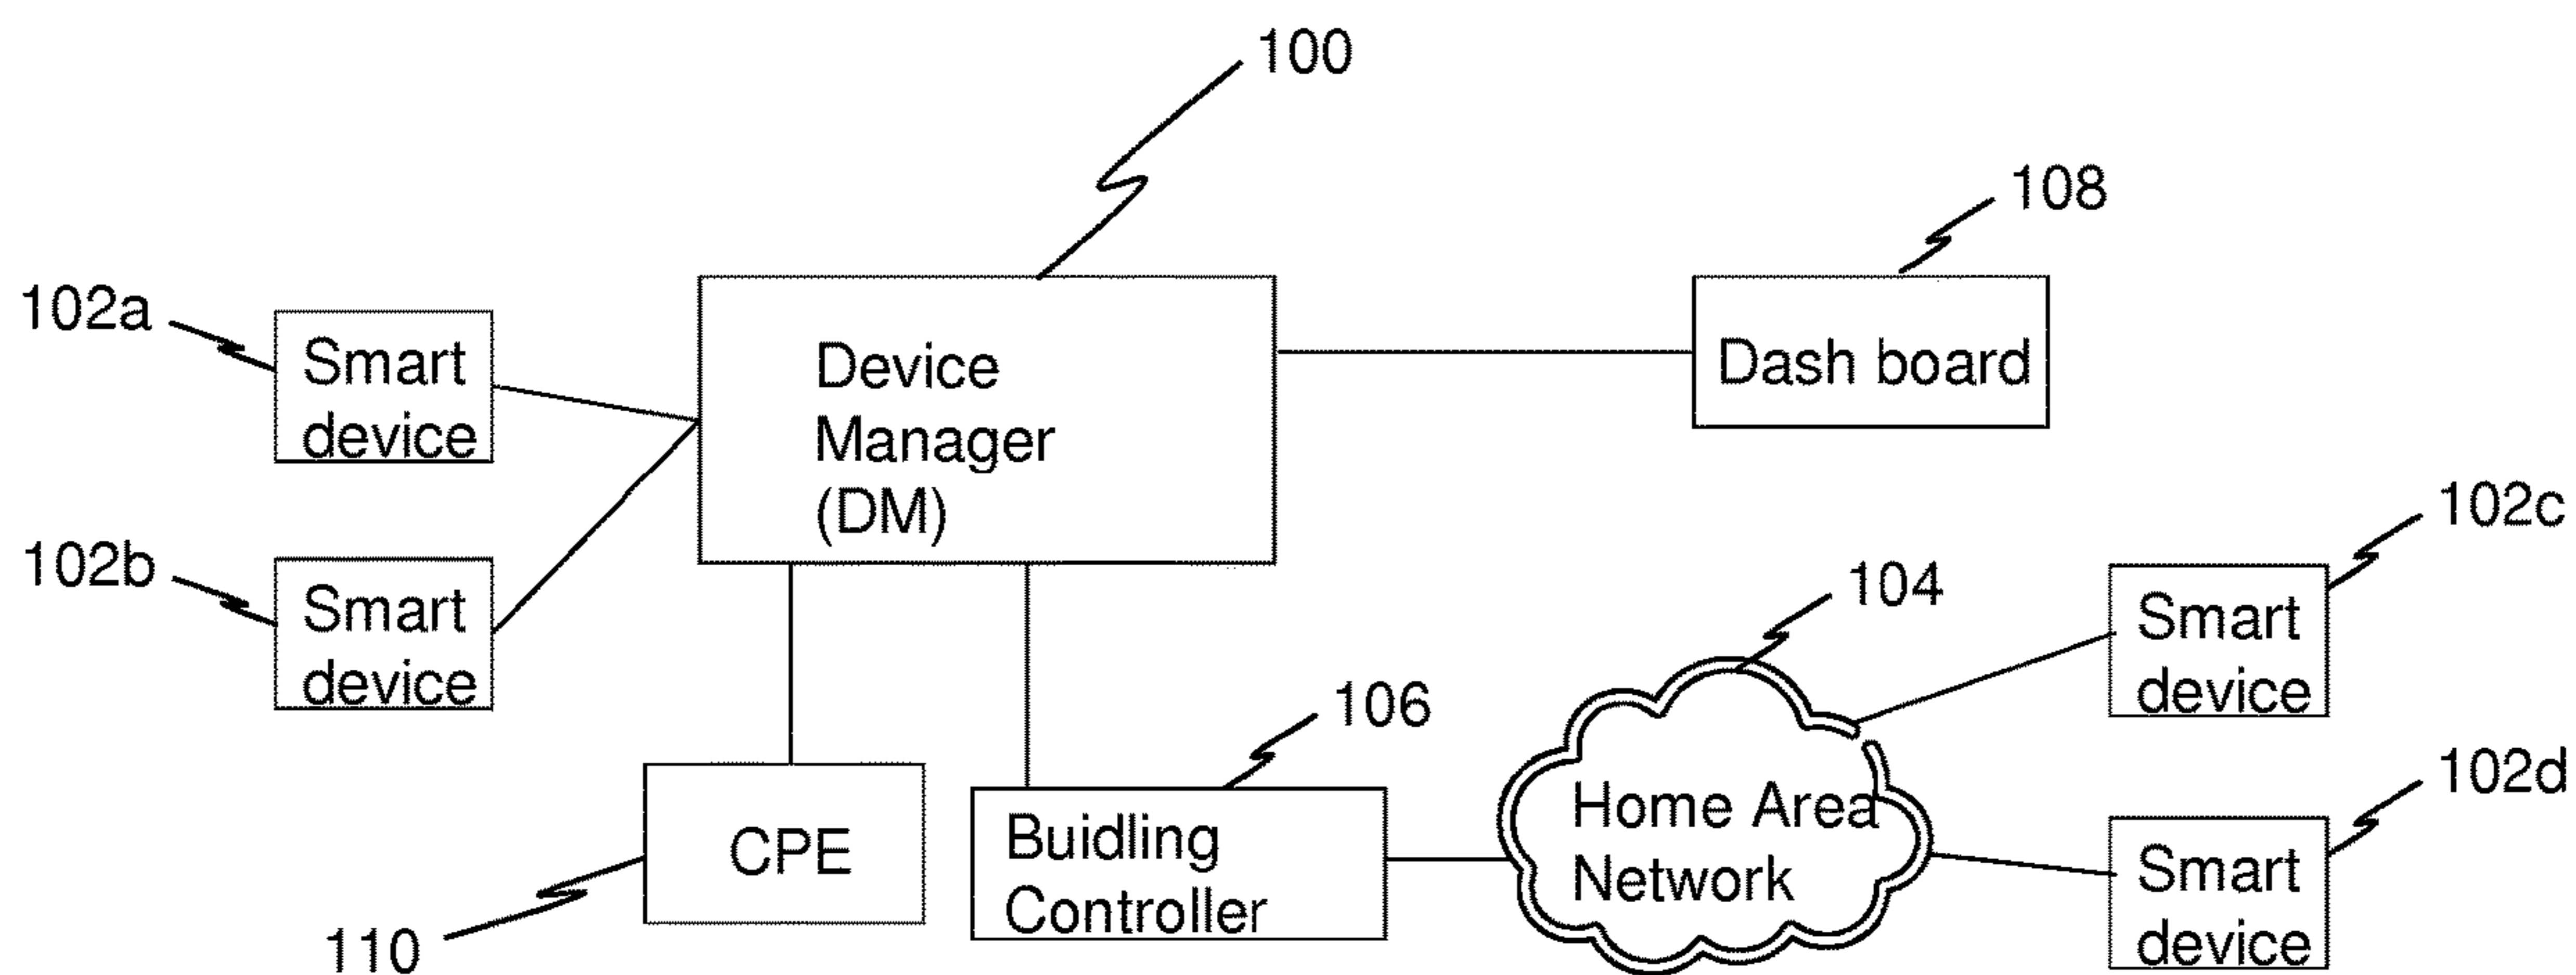 100
108
102a
Smart
device
Device
Manager
(DM)
Dash board
102b
Smart
device
102c
Smart
device
104
106
CPE
110
Buidling
Controller
Home Area
Network
102d
Smart
device